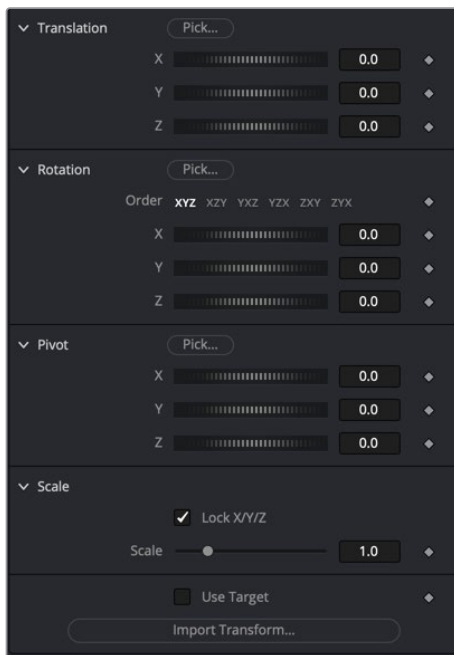 Translation Pick...
X 0.0
Y 0.0
Z 0.0
Rotation Pick...
Order XYZ XZY YXZ YZX ZXY ZYX
X 0.0
Y 0.0
Z 0.0
Pivot Pick...
X 0.0
Y 0.0
Z 0.0
Scale
Lock X/Y/Z
Scale 1.0
Use Target
Import Transform...